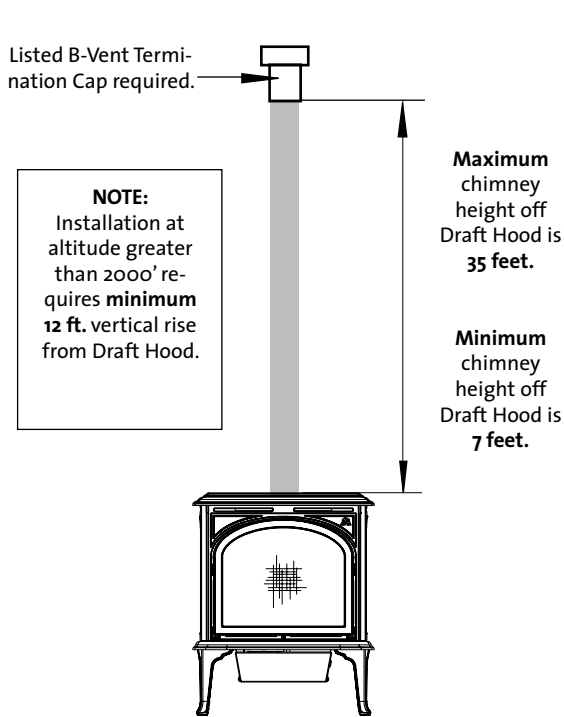 Listed B-Vent Termi-
nation Cap required.
NOTE:
Installation at
altitude greater
than 2000' re-
quires minimum
12 ft. vertical rise
from Draft Hood.
Maximum
chimney
height off
Draft Hood is
35 feet.
Minimum
chimney
height off
Draft Hood is
7 feet.